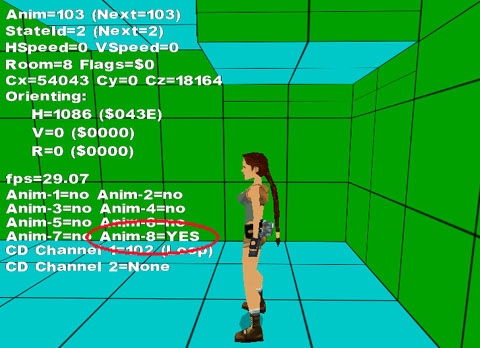 Anim=103 (Next=103)
StateId=2 (Next=2)
HSpeed=0 VSpeed=0
Room=8 Flags=$0
Cx=54043 Cy=0 Cz=18164
Orienting:
H=1086 ($043E)
V=0 ($0000)
R=0 ($0000)
fps=29.07
Anim-1=no Anim-2=no
Anim-3=no Anim-4=no
Anim-5=no Anim-6=no
Anim-7=no Anim-8=YES
CD Channel 1=102 (Loop)
CD Channel 2=None